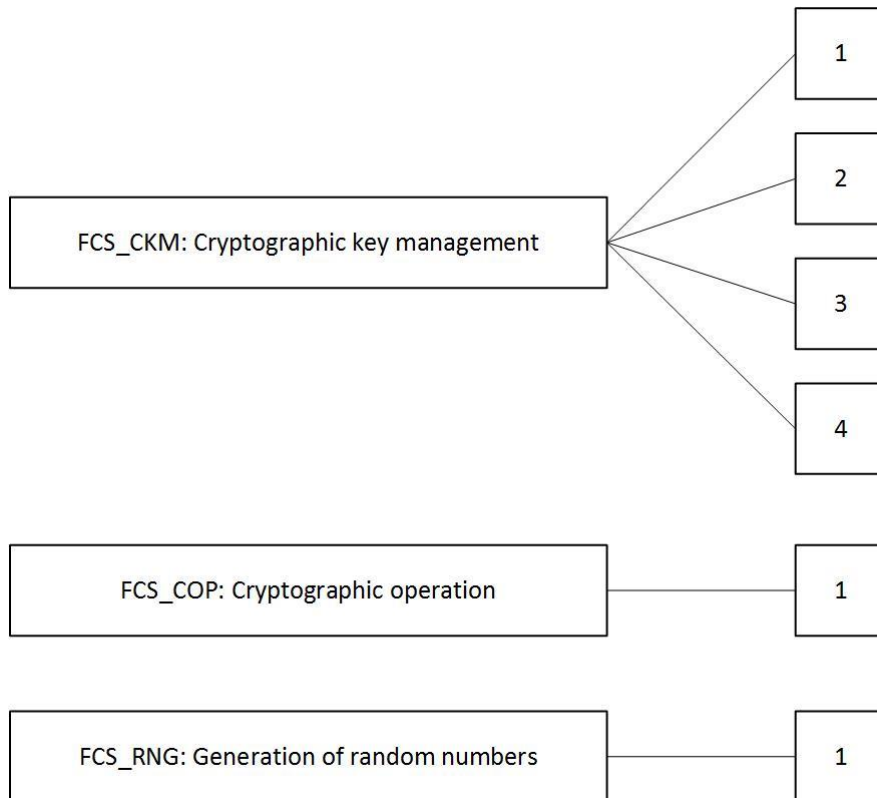 1
2
FCS_CKM: Cryptographic key management
3
4
FCS_COP: Cryptographic operation
1
FCS_RNG: Generation of random numbers
1